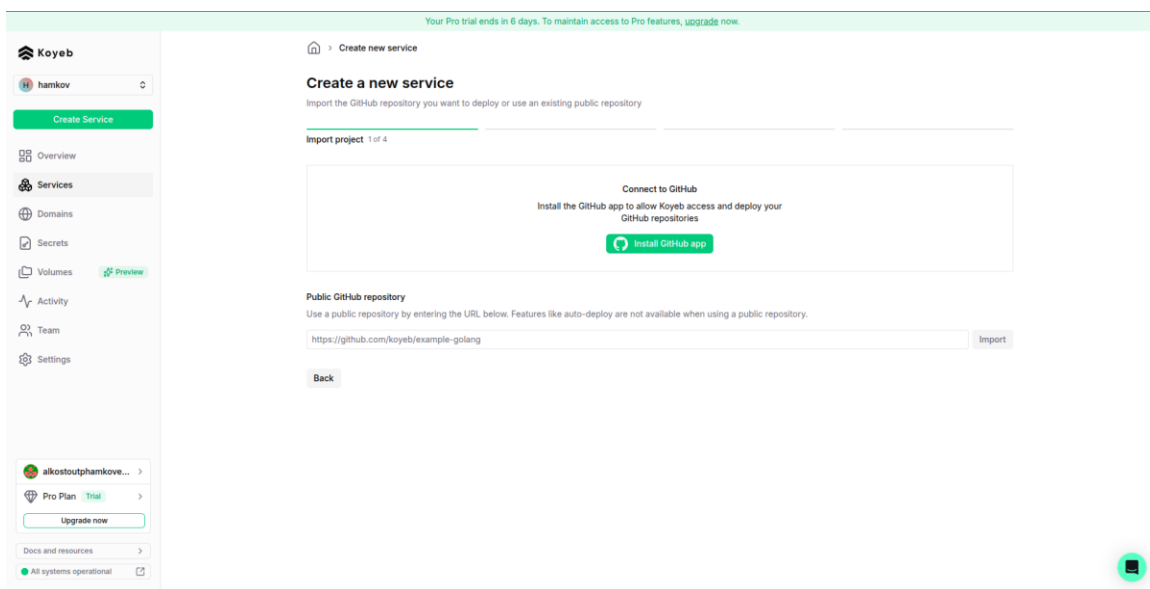 Your Pro trial ends in 6 days. To maintain access to Pro features, upgrade now.
Koyeb
H hamkov
Create Service
Overview
Services
Domains
Secrets
Volumes Preview
Activity
Team
Settings
alkostoutphamkove...
Pro Plan Trial
Upgrade now
Docs and resources
All systems operational
Create new service
Create a new service
Import the GitHub repository you want to deploy or use an existing public repository
Import project 1 of 4
Connect to GitHub
Install the GitHub app to allow Koyeb access and deploy your
GitHub repositories
Install GitHub app
Public GitHub repository
Use a public repository by entering the URL below. Features like auto-deploy are not available when using a public repository.
https://github.com/koyeb/example-golang Import
Back